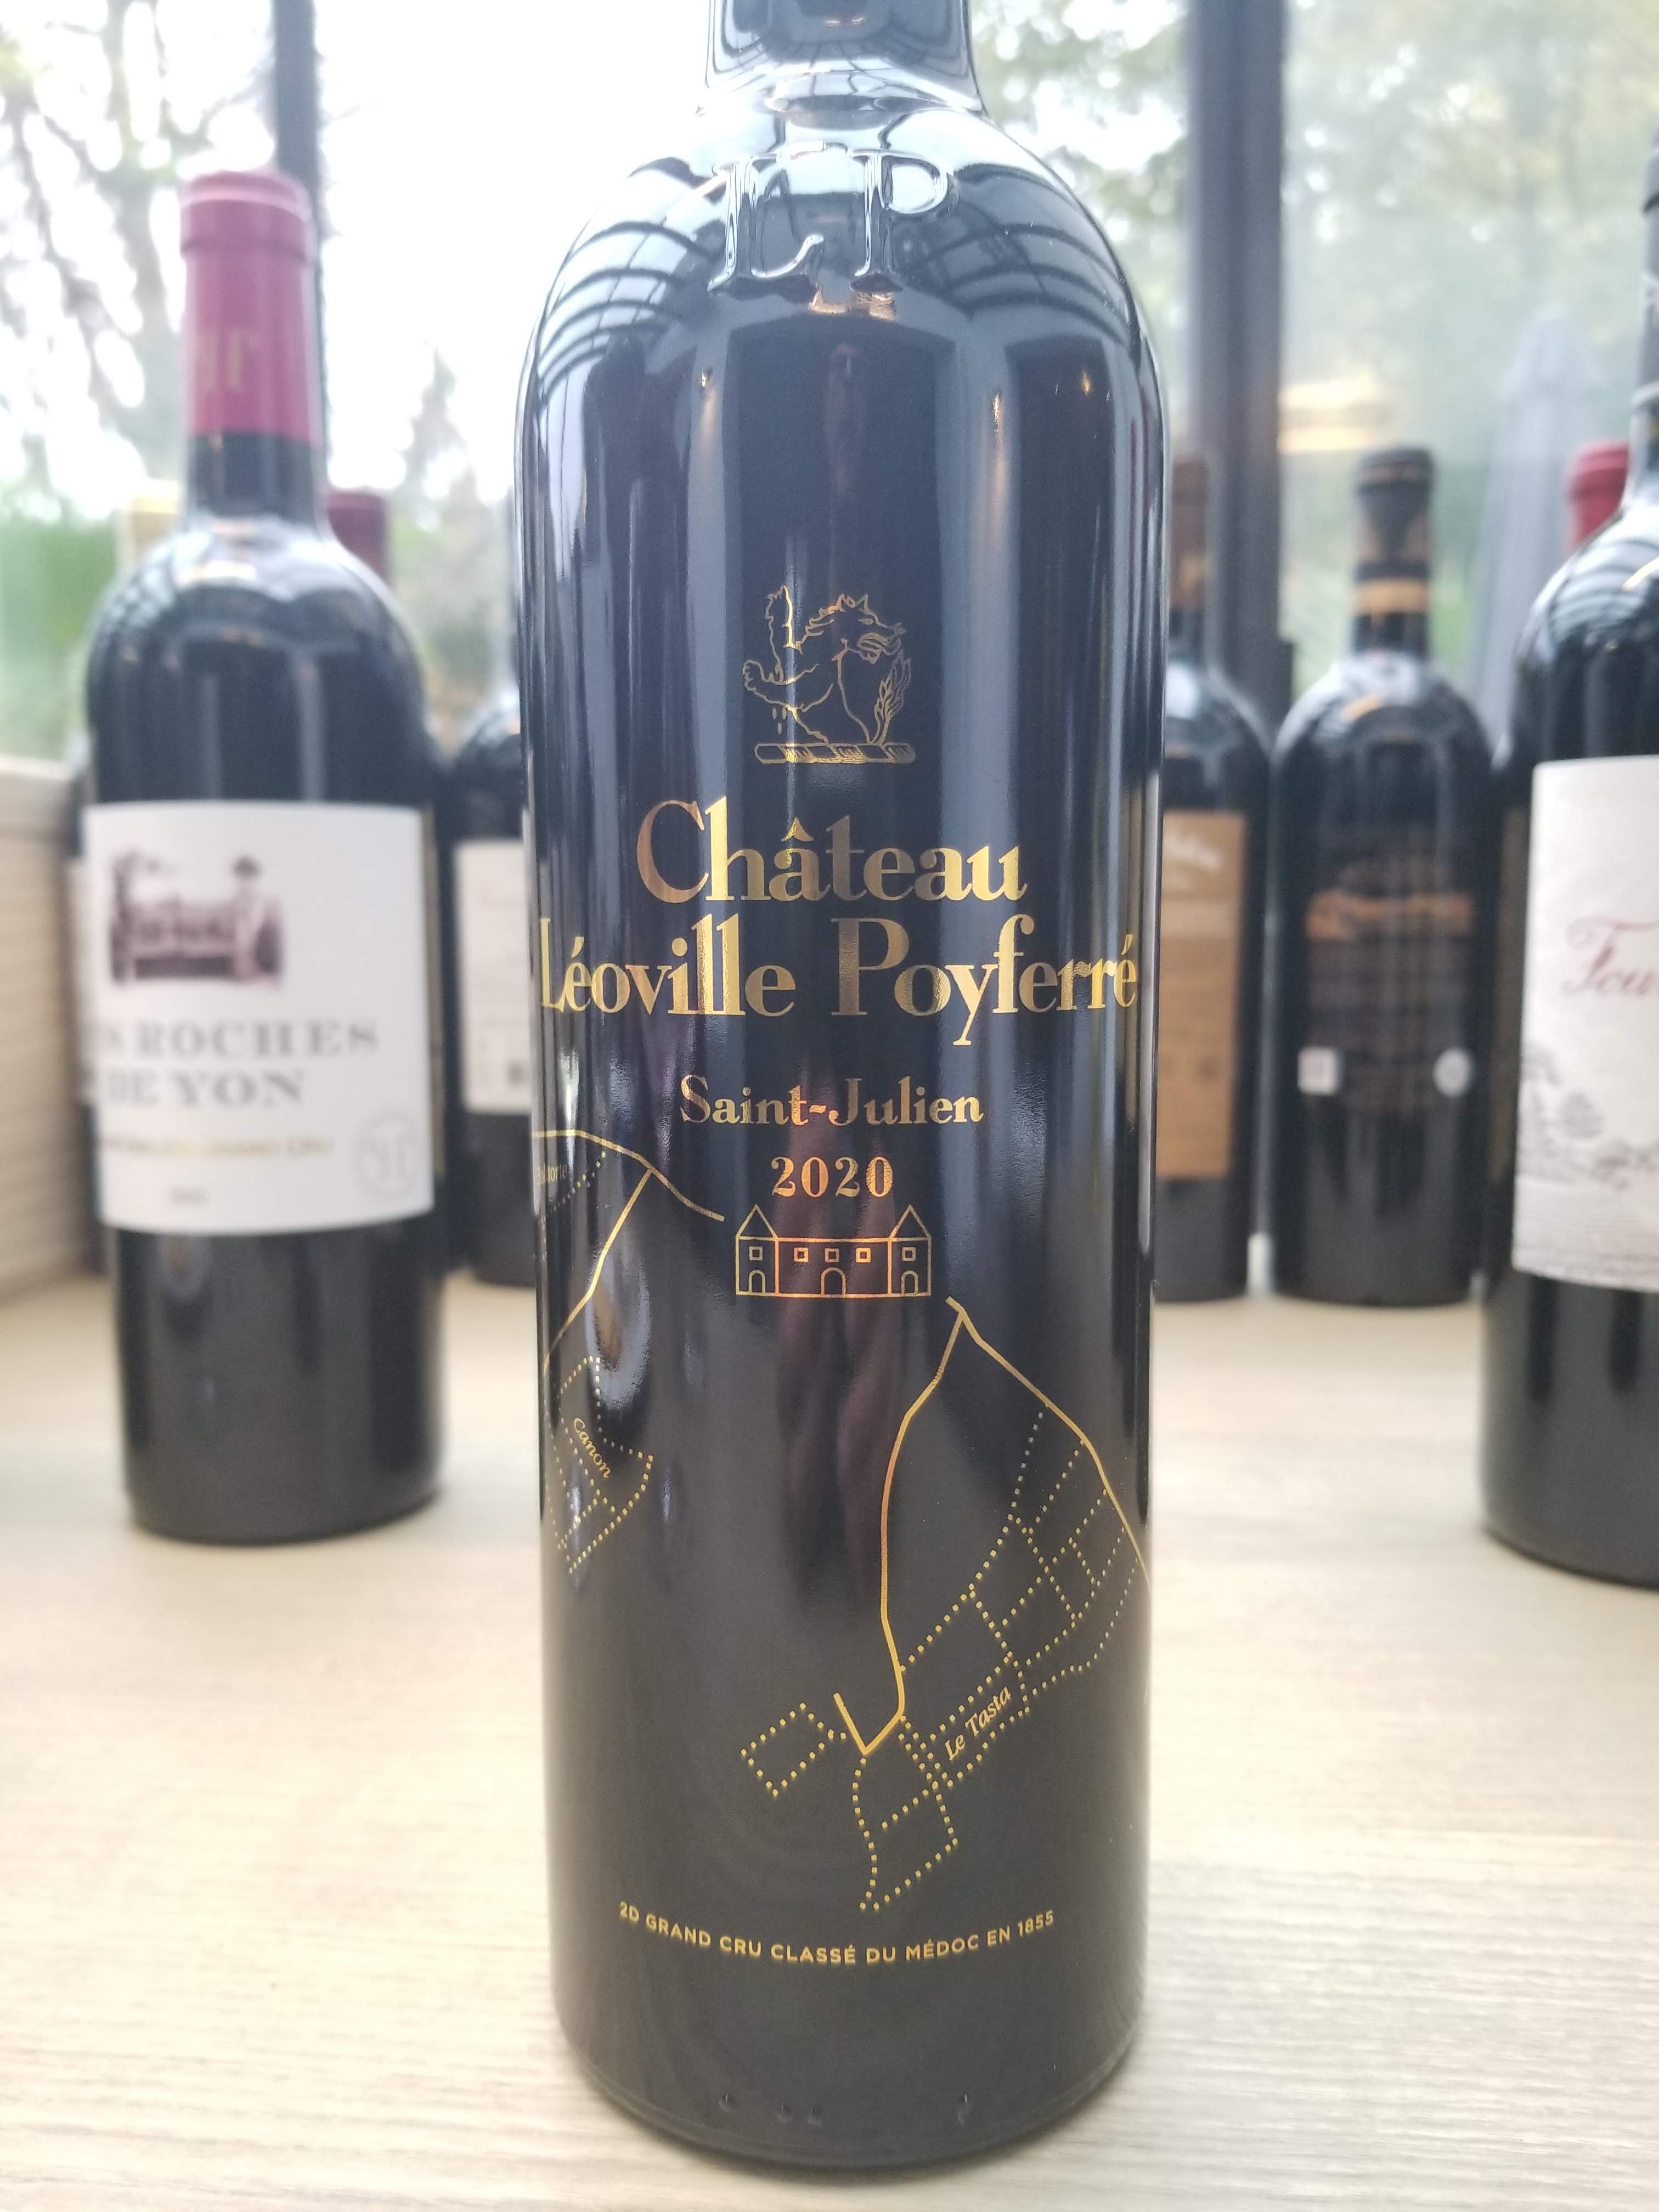 LP
Château
Léoville Poyferré
Saint-Julien
2020
Canon
Le Tasta
2D GRAND CRU CLASSÉ DU MÉDOC EN 1855
ROCHES
DE YON